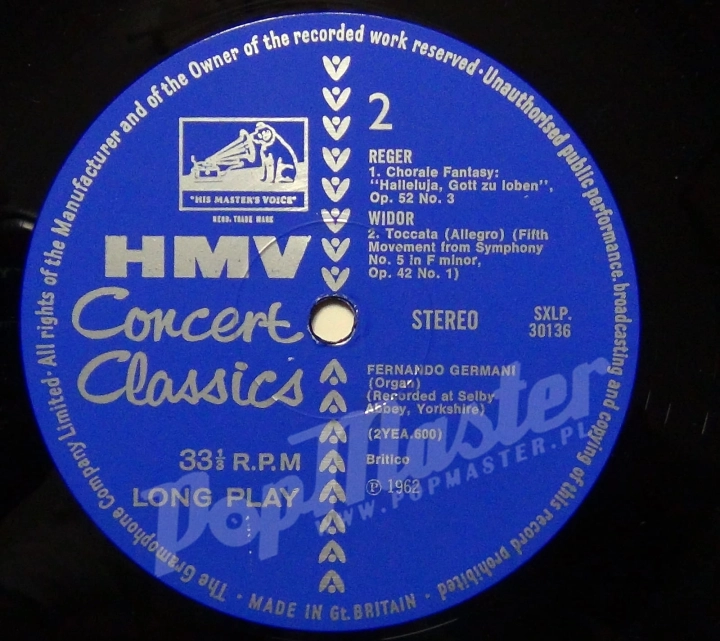 The Gramophone Company Limited · All rights of the Manufacturer and of the Owner of the recorded work reserved · Unauthorised public performance, broadcasting and copying of this record prohibited
"HIS MASTER'S VOICE"
REGD. TRADE MARK
HMV
Concert
Classics
33⅓ R.P.M
LONG PLAY
2
REGER
1. Chorale Fantasy:
"Halleluja, Gott zu loben",
Op. 52 No. 3
WIDOR
2. Toccata (Allegro) (Fifth
Movement from Symphony
No. 5 in F minor,
Op. 42 No. 1)
STEREO
SXLP.
30136
FERNANDO GERMANI
(Organ)
(Recorded at Selby
Abbey, Yorkshire)
(2YEA.600)
Britico
℗ 1962
· MADE IN Gt. BRITAIN ·
PopMaster
WWW.POPMASTER.PL